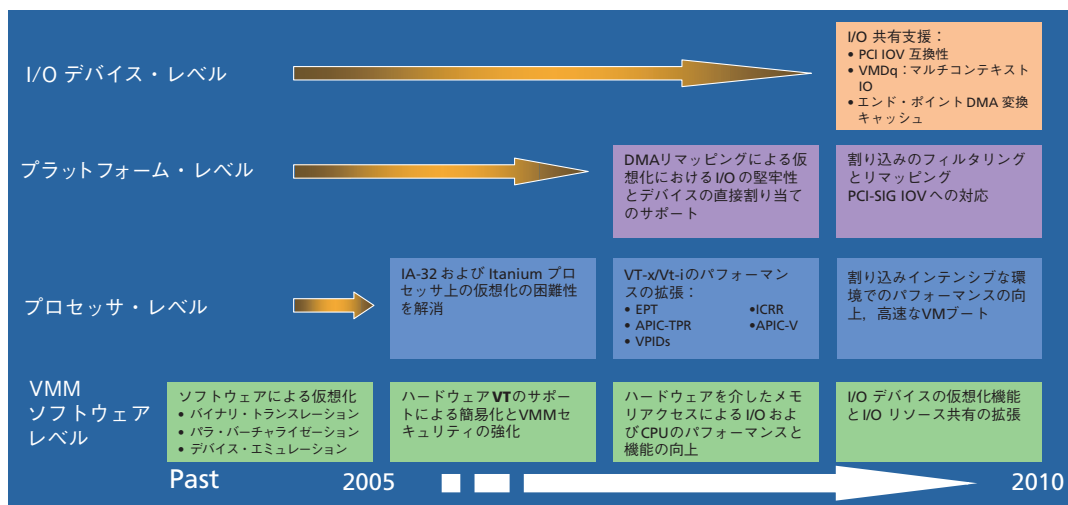 I/O デバイス・レベル
I/O 共有支援：
• PCI IOV 互換性
• VMDq：マルチコンテキスト
IO
• エンド・ポイントDMA 変換
キャッシュ
プラットフォーム・レベル
DMAリマッピングによる仮
想化におけるI/O の堅牢性
とデバイスの直接割り当て
のサポート
割り込みのフィルタリング
とリマッピング
PCI-SIG IOV への対応
プロセッサ・レベル
IA-32 および Itanium プロ
セッサ上の仮想化の困難性
を解消
VT-x/Vt-iのパフォーマン
スの拡張：
• EPT •ICRR
• APIC-TPR •APIC-V
• VPIDs
割り込みインテンシブな環
境でのパフォーマンスの向
上，高速なVMブート
VMM
ソフトウェア
レベル
ソフトウェアによる仮想化
• バイナリ・トランスレーション
• パラ・バーチャライゼーション
• デバイス・エミュレーション
ハードウェアVTのサポー
トによる簡易化とVMMセ
キュリティの強化
ハードウェアを介したメモ
リアクセスによるI/O およ
びCPUのパフォーマンスと
機能の向上
I/O デバイスの仮想化機能
とI/O リソース共有の拡張
Past 2005 2010